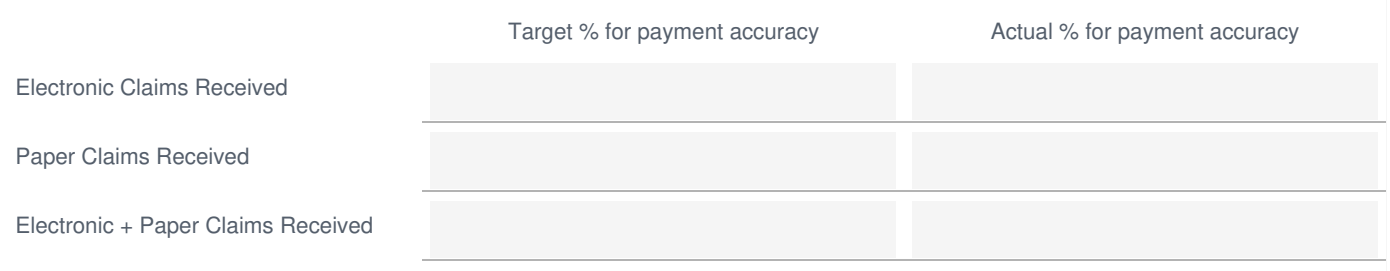 Target % for payment accuracy Actual % for payment accuracy
Electronic Claims Received
Paper Claims Received
Electronic + Paper Claims Received